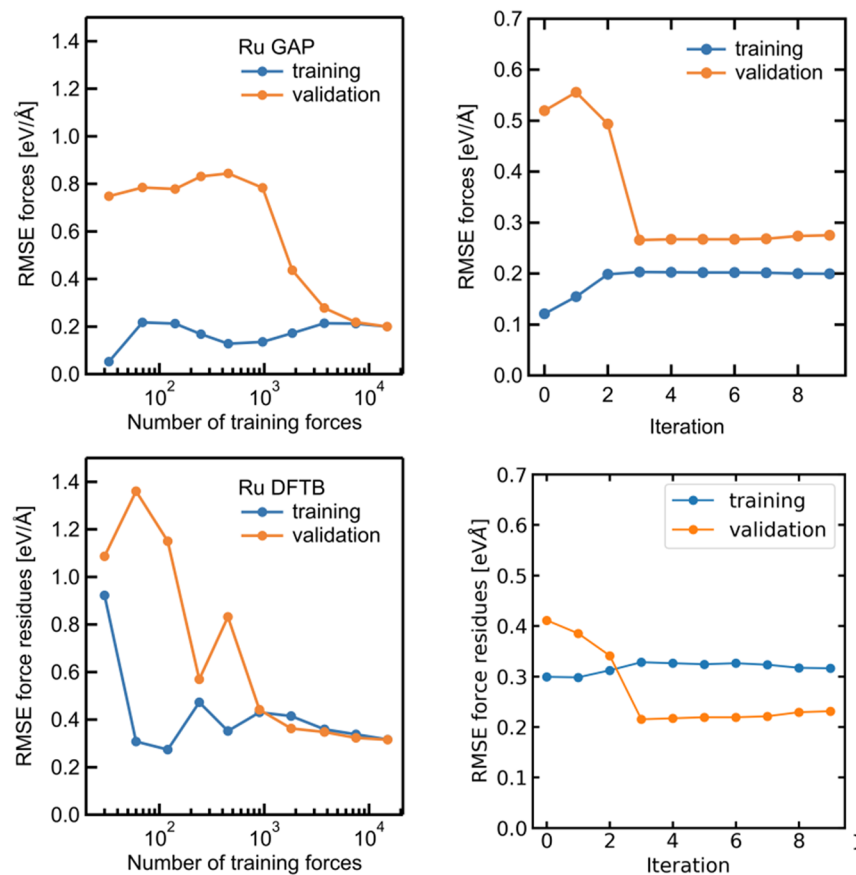 Ru GAP
training
validation
RMSE forces [eV/Å]
1.4
1.2
1.0
0.8
0.6
0.4
0.2
0.0
10²
10³
10⁴
Number of training forces
training
validation
RMSE forces [eV/Å]
0.7
0.6
0.5
0.4
0.3
0.2
0.1
0.0
0
2
4
6
8
Iteration
Ru DFTB
training
validation
RMSE force residues [eV/Å]
1.4
1.2
1.0
0.8
0.6
0.4
0.2
0.0
10²
10³
10⁴
Number of training forces
training
validation
RMSE force residues [eVÅ]
0.7
0.6
0.5
0.4
0.3
0.2
0.1
0.0
0
2
4
6
8
Iteration